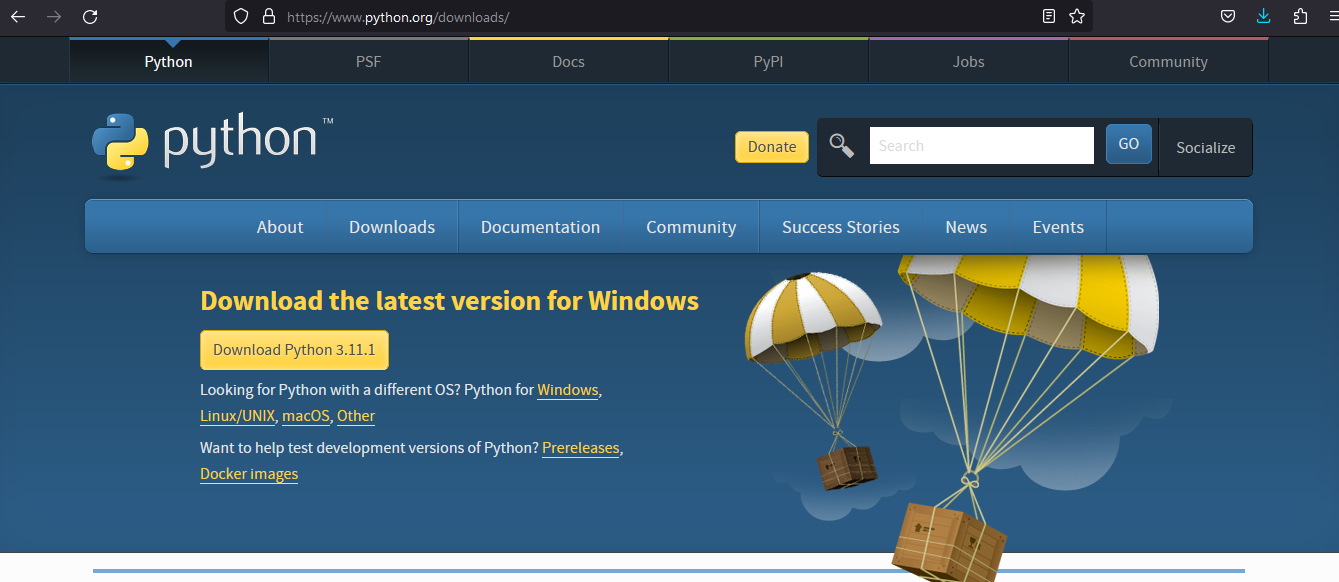 https://www.python.org/downloads/
Python PSF Docs PyPI Jobs Community
python™
Donate Search GO Socialize
About Downloads Documentation Community Success Stories News Events
Download the latest version for Windows
Download Python 3.11.1
Looking for Python with a different OS? Python for Windows,
Linux/UNIX, macOS, Other
Want to help test development versions of Python? Prereleases,
Docker images